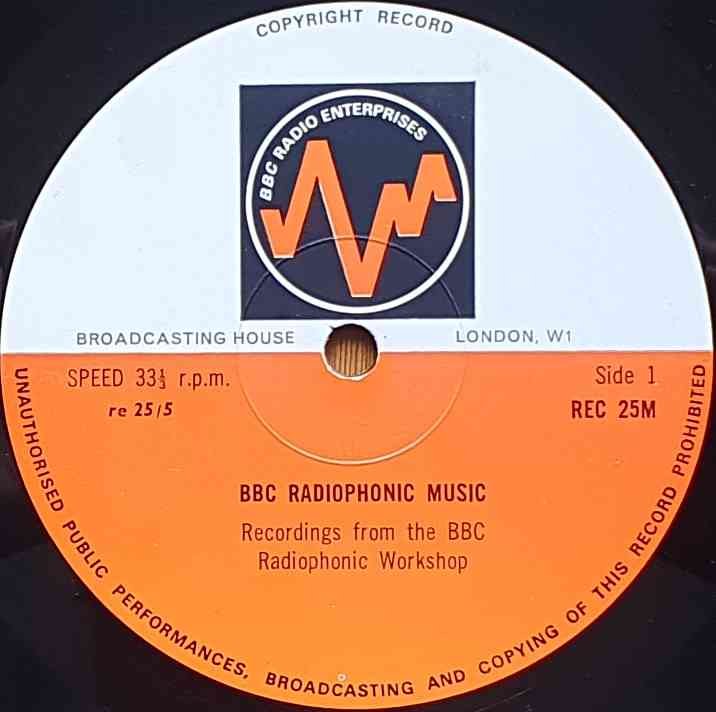 COPYRIGHT RECORD
BBC RADIO ENTERPRISES
BROADCASTING HOUSE
LONDON, W1
SPEED 33⅓ r.p.m.
Side 1
re 25/5
REC 25M
BBC RADIOPHONIC MUSIC
Recordings from the BBC
Radiophonic Workshop
UNAUTHORISED PUBLIC PERFORMANCES, BROADCASTING AND COPYING OF THIS RECORD PROHIBITED